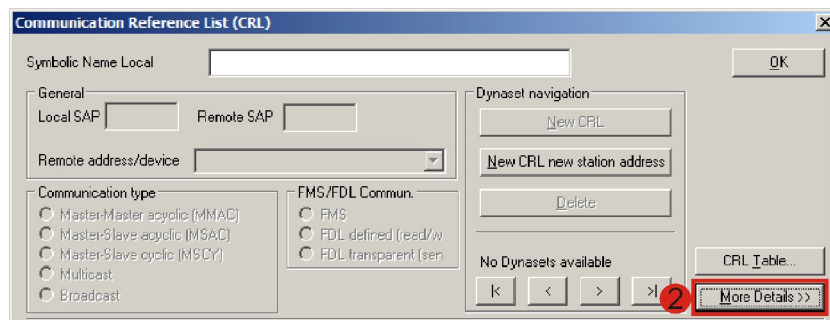 Communication Reference List (CRL)
Symbolic Name Local
OK
General
Local SAP Remote SAP
Remote address/device
Dynaset navigation
New CRL
New CRL new station address
Delete
Communication type
Master-Master acyclic (MMAC)
Master-Slave acyclic (MSAC)
Master-Slave cyclic (MSCY)
Multicast
Broadcast
FMS/FDL Commun.
FMS
FDL defined (read/w
FDL transparent (sen
No Dynasets available
|< < > >|
CRL Table...
2 More Details >>